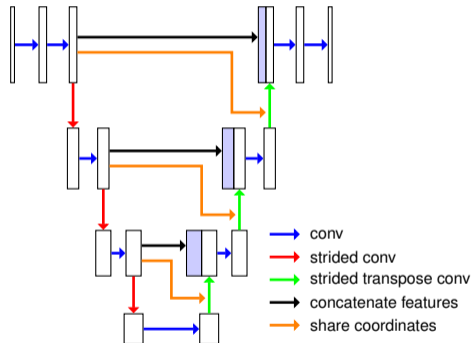 conv
strided conv
strided transpose conv
concatenate features
share coordinates